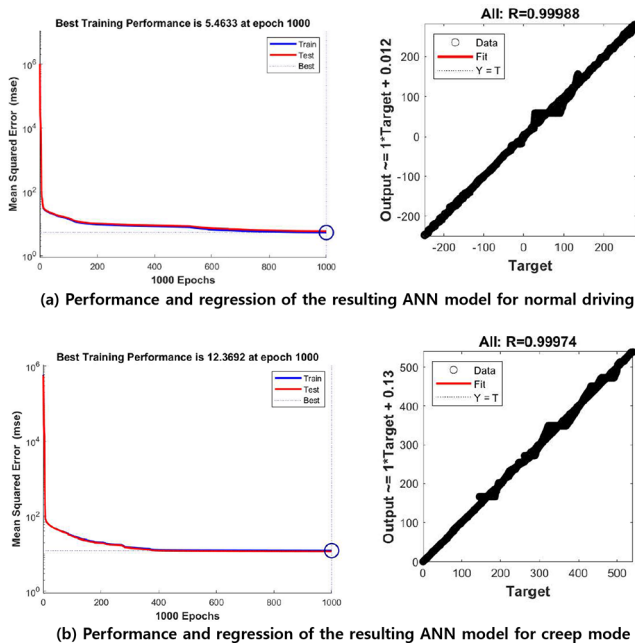 Best Training Performance is 5.4633 at epoch 1000
Train
Test
Best
Mean Squared Error (mse)
10^6
10^4
10^2
10^0
0
200
400
600
800
1000
1000 Epochs
All: R=0.99988
Data
Fit
Y = T
Output ~= 1*Target + 0.012
200
100
0
-100
-200
-200
-100
0
100
200
Target
(a) Performance and regression of the resulting ANN model for normal driving
Best Training Performance is 12.3692 at epoch 1000
Train
Test
Best
Mean Squared Error (mse)
10^6
10^4
10^2
10^0
0
200
400
600
800
1000
1000 Epochs
All: R=0.99974
Data
Fit
Y = T
Output ~= 1*Target + 0.13
500
400
300
200
100
0
0
100
200
300
400
500
Target
(b) Performance and regression of the resulting ANN model for creep mode